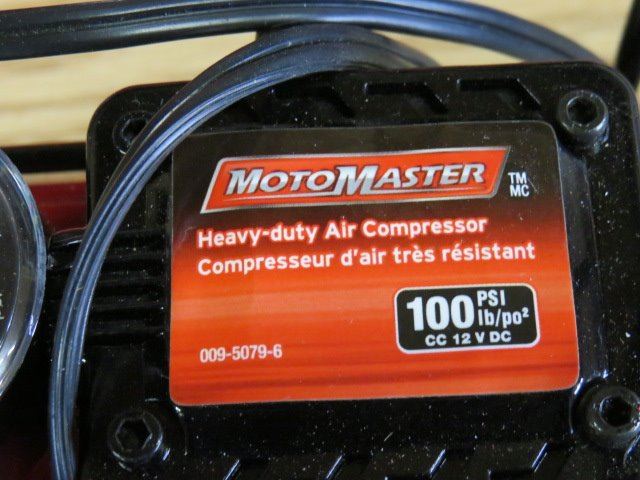 MOTOMASTER
TM
MC
Heavy-duty Air Compressor
Compresseur d'air très résistant
100 PSI
lb/po²
CC 12 V DC
009-5079-6